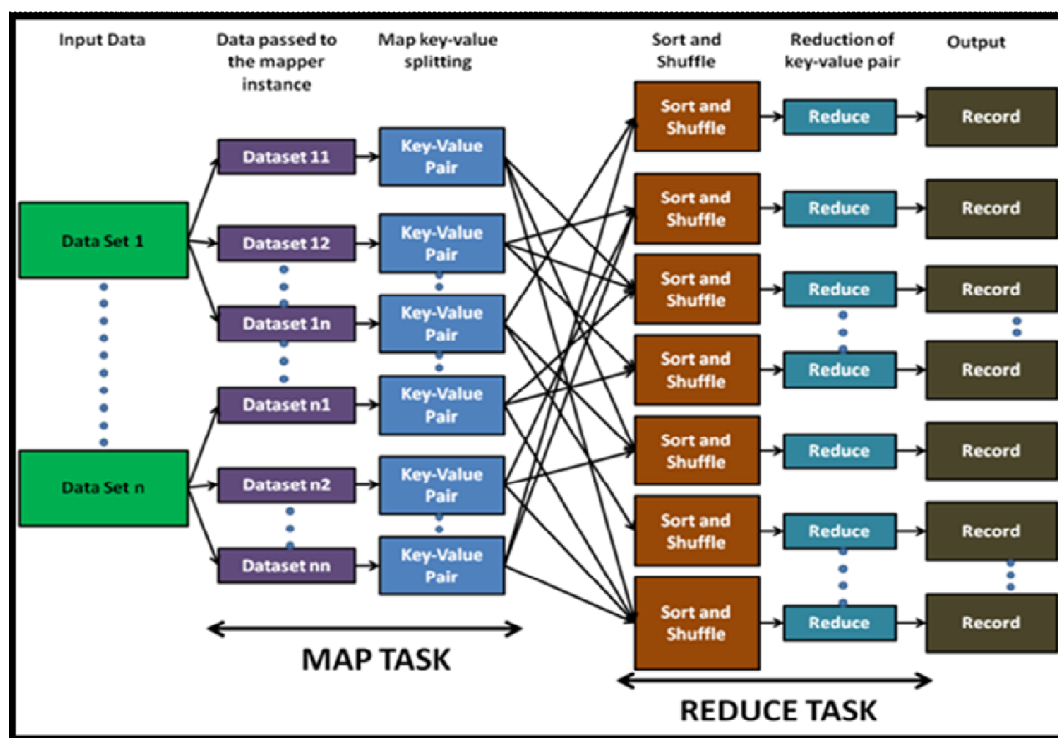 Input Data
Data passed to
the mapper
instance
Map key-value
splitting
Sort and
Shuffle
Reduction of
key-value pair
Output
Data Set 1
Data Set n
Dataset 11
Dataset 12
Dataset 1n
Dataset n1
Dataset n2
Dataset nn
Key-Value
Pair
Key-Value
Pair
Key-Value
Pair
Key-Value
Pair
Key-Value
Pair
Key-Value
Pair
Sort and
Shuffle
Sort and
Shuffle
Sort and
Shuffle
Sort and
Shuffle
Sort and
Shuffle
Sort and
Shuffle
Sort and
Shuffle
Reduce
Reduce
Reduce
Reduce
Reduce
Reduce
Reduce
Record
Record
Record
Record
Record
Record
Record
MAP TASK
REDUCE TASK